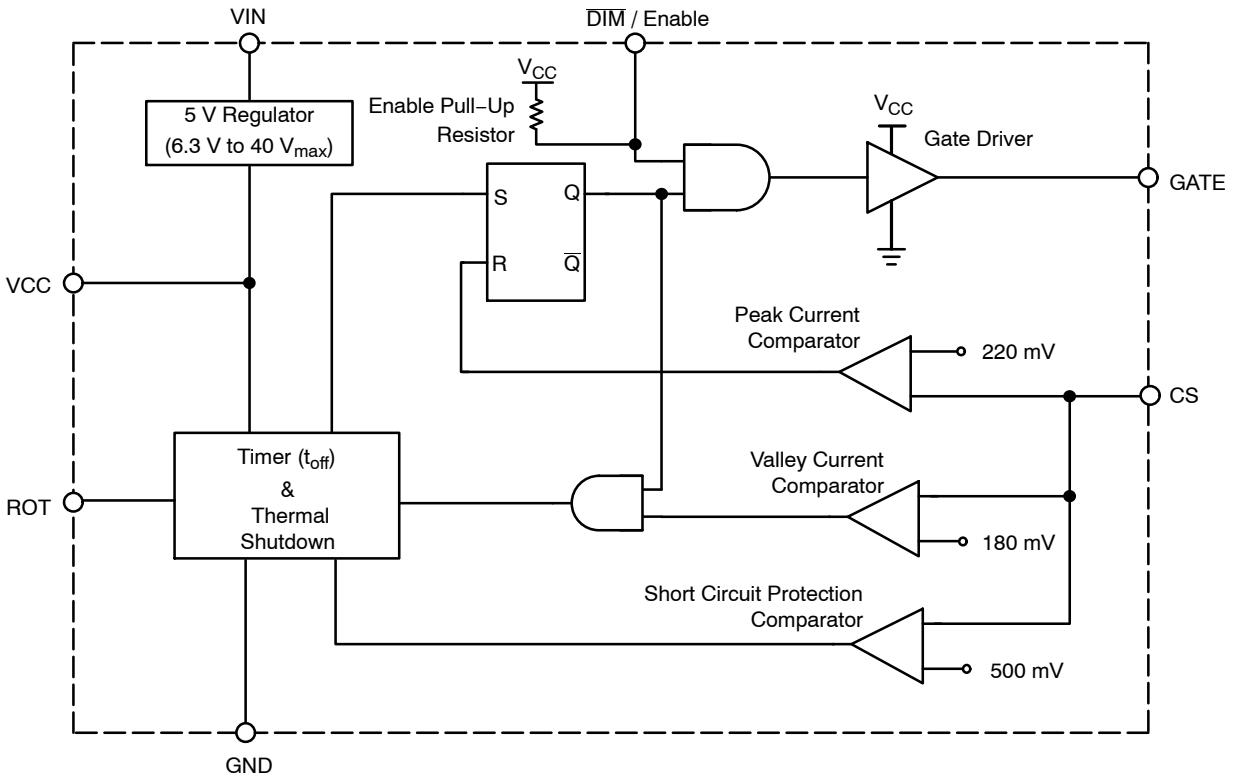 VIN
D̅I̅M̅ / Enable
5 V Regulator
(6.3 V to 40 Vmax)
Enable Pull−Up
Resistor
VCC
VCC
Gate Driver
GATE
S
Q
R
Q̅
VCC
Peak Current
Comparator
220 mV
CS
Timer (toff)
&
Thermal
Shutdown
ROT
Valley Current
Comparator
180 mV
Short Circuit Protection
Comparator
500 mV
GND